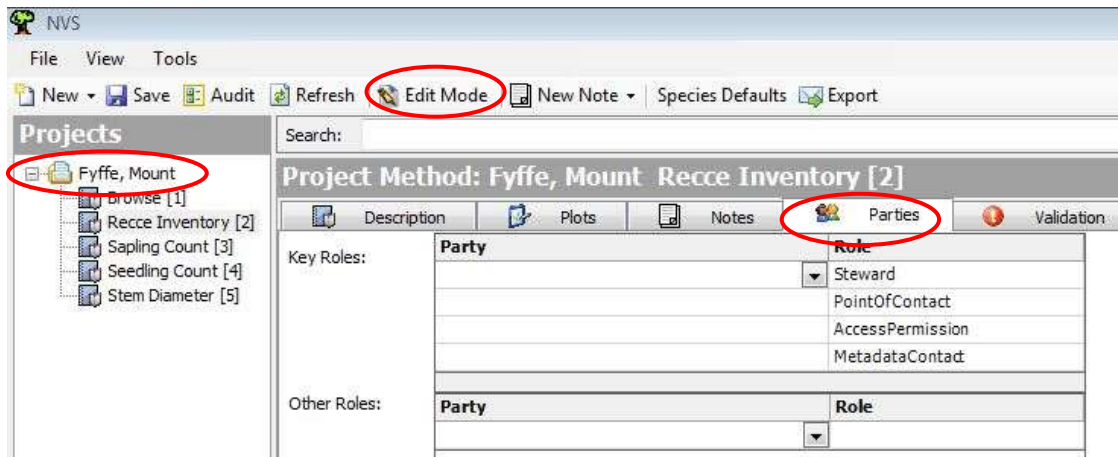 NVS
File View Tools
New Save Audit Refresh Edit Mode New Note Species Defaults Export
Projects
Search:
Fyffe, Mount
Browse [1]
Recce Inventory [2]
Sapling Count [3]
Seedling Count [4]
Stem Diameter [5]
Project Method: Fyffe, Mount Recce Inventory [2]
Description Plots Notes Parties Validation
Key Roles:
Party Role
Steward
PointOfContact
AccessPermission
MetadataContact
Other Roles:
Party Role